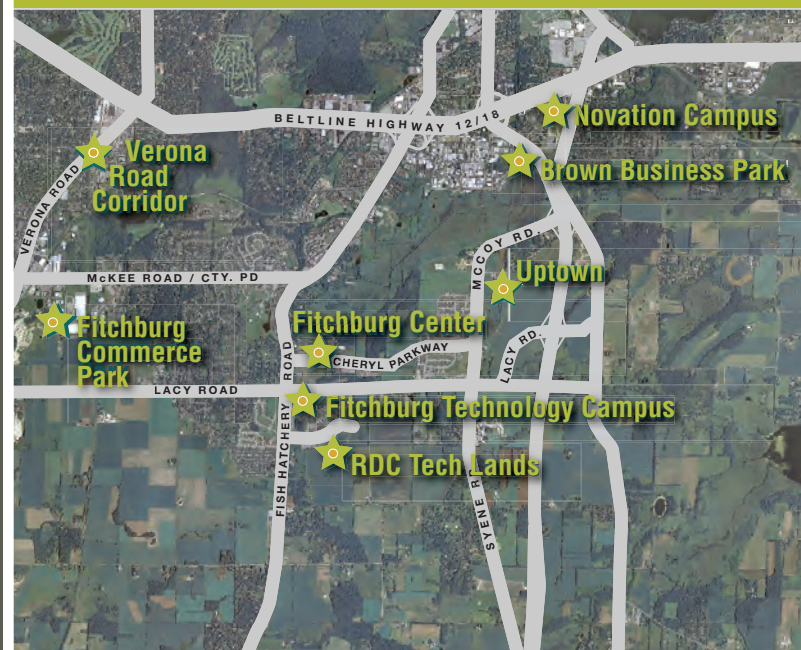 BELTLINE HIGHWAY 12/18
Novation Campus
Verona
Road
Corridor
Brown Business Park
VERONA ROAD
MCCOY RD.
Uptown
McKEE ROAD / CTY. PD
Fitchburg
Commerce
Park
Fitchburg Center
CHERYL PARKWAY
LACY RD.
LACY ROAD
FISH HATCHERY ROAD
Fitchburg Technology Campus
RDC Tech Lands
SYENE R